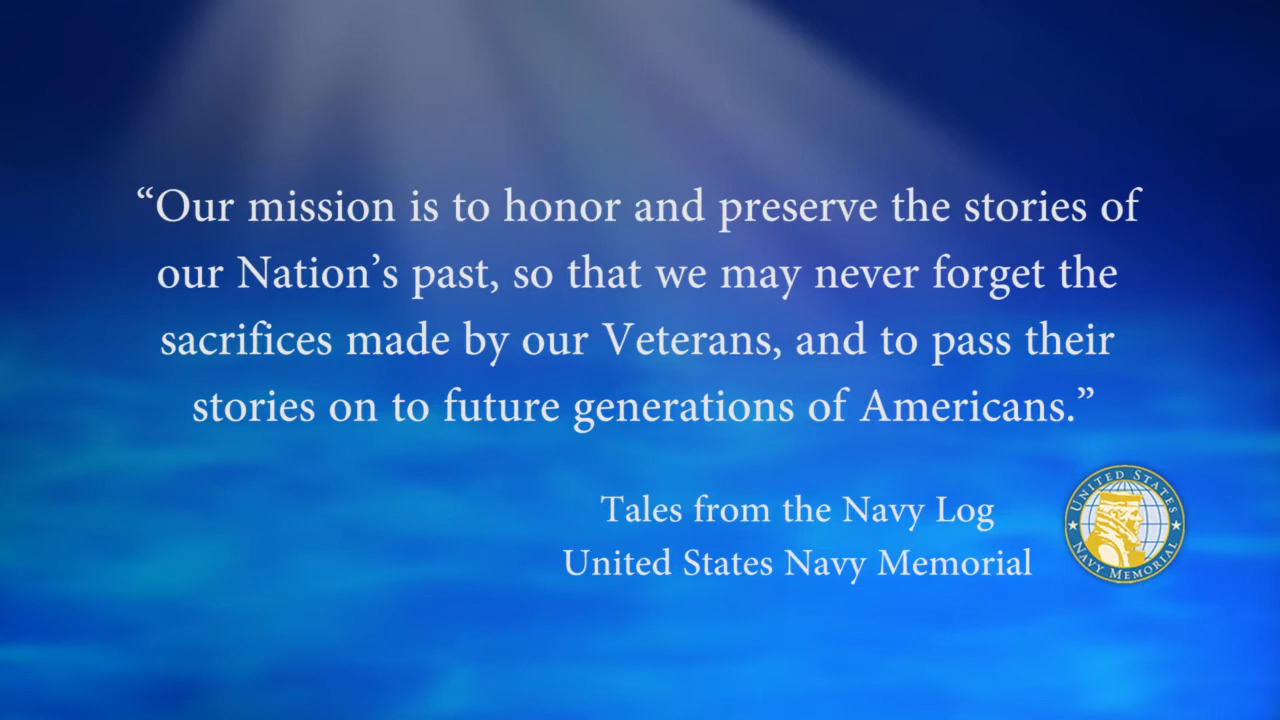 “Our mission is to honor and preserve the stories of
our Nation’s past, so that we may never forget the
sacrifices made by our Veterans, and to pass their
stories on to future generations of Americans.”
Tales from the Navy Log
United States Navy Memorial
UNITED STATES
NAVY MEMORIAL